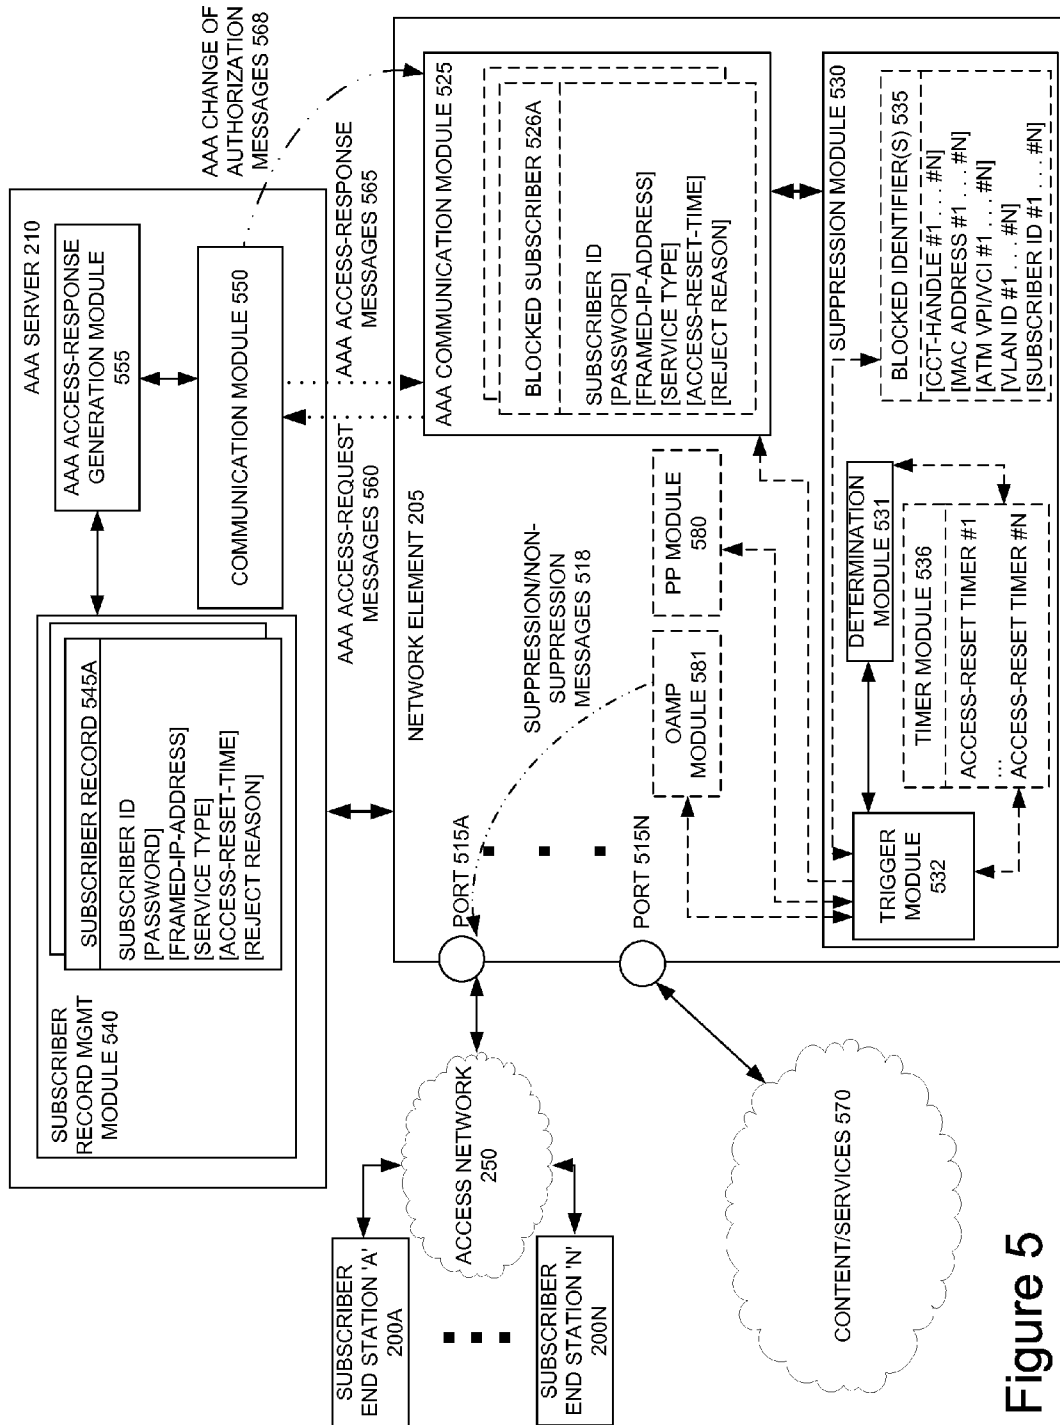 AAA SERVER 210
SUBSCRIBER
RECORD MGMT
MODULE 540
SUBSCRIBER RECORD 545A
SUBSCRIBER ID
[PASSWORD]
[FRAMED-IP-ADDRESS]
[SERVICE TYPE]
[ACCESS-RESET-TIME]
[REJECT REASON]
AAA ACCESS-RESPONSE
GENERATION MODULE
555
COMMUNICATION MODULE 550
AAA CHANGE OF
AUTHORIZATION
MESSAGES 568
AAA ACCESS-REQUEST
MESSAGES 560
AAA ACCESS-RESPONSE
MESSAGES 565
SUBSCRIBER
END STATION 'A'
200A
SUBSCRIBER
END STATION 'N'
200N
ACCESS NETWORK
250
CONTENT/SERVICES 570
PORT 515A
PORT 515N
NETWORK ELEMENT 205
SUPPRESSION/NON-
SUPPRESSION
MESSAGES 518
OAMP
MODULE 581
PP MODULE
580
AAA COMMUNICATION MODULE 525
BLOCKED SUBSCRIBER 526A
SUBSCRIBER ID
[PASSWORD]
[FRAMED-IP-ADDRESS]
[SERVICE TYPE]
[ACCESS-RESET-TIME]
[REJECT REASON]
SUPPRESSION MODULE 530
TRIGGER
MODULE
532
DETERMINATION
MODULE 531
TIMER MODULE 536
ACCESS-RESET TIMER #1
...
ACCESS-RESET TIMER #N
BLOCKED IDENTIFIER(S) 535
[CCT-HANDLE #1 . . . #N]
[MAC ADDRESS #1 . . . #N]
[ATM VPI/VCI #1 . . . #N]
[VLAN ID #1 . . . #N]
[SUBSCRIBER ID #1 . . . #N]
Figure 5